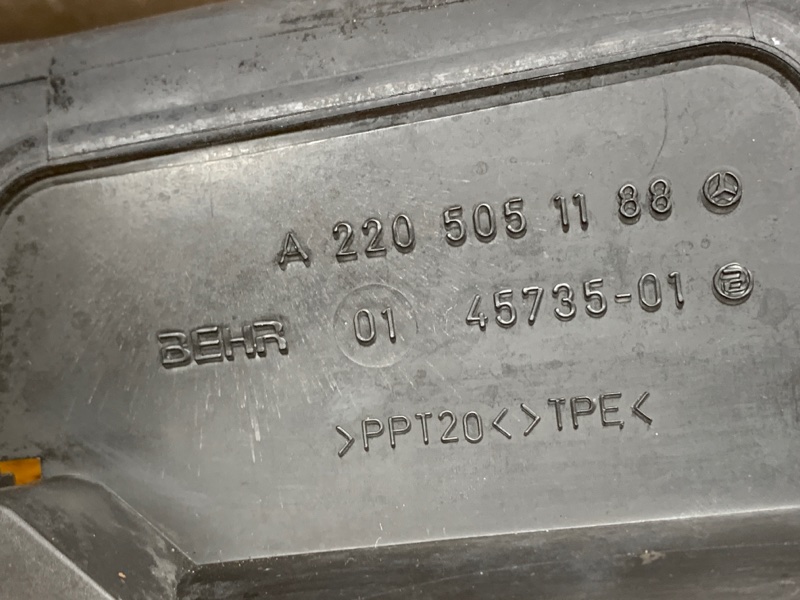 A 220 505 11 88
BEHR 01 45735-01
>PPT20<>TPE<